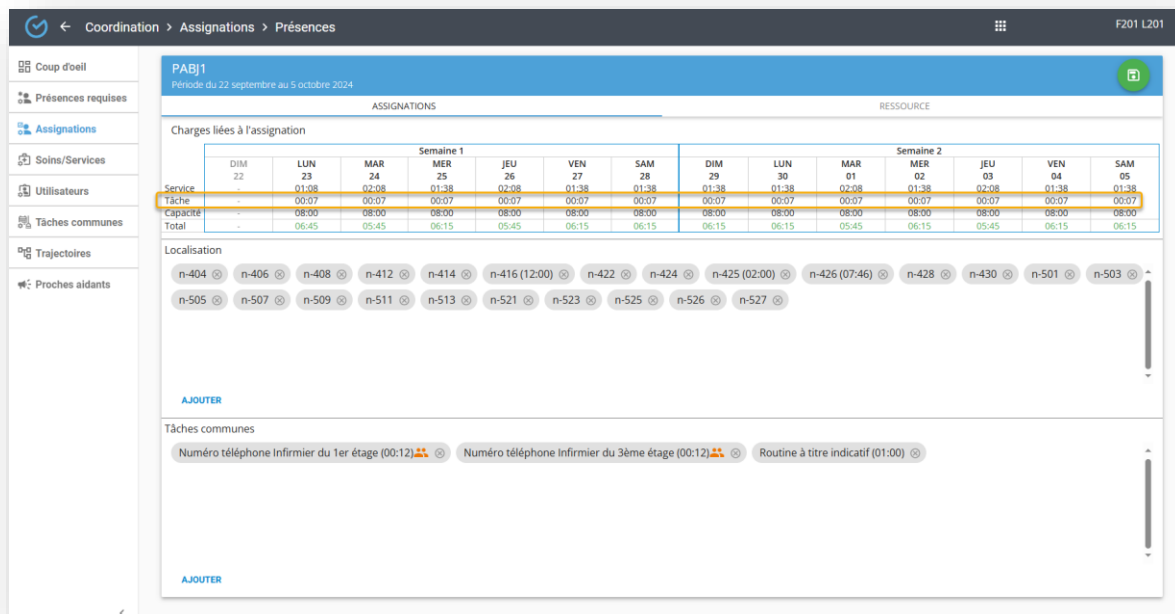 Coordination > Assignations > Présences
F201 L201
Coup d'oeil
Présences requises
Assignations
Soins/Services
Utilisateurs
Tâches communes
Trajectoires
Proches aidants
PABJ1
Période du 22 septembre au 5 octobre 2024
ASSIGNATIONS RESSOURCE
Charges liées à l'assignation
Semaine 1 Semaine 2
DIM LUN MAR MER JEU VEN SAM DIM LUN MAR MER JEU VEN SAM
22 23 24 25 26 27 28 29 30 01 02 03 04 05
Service - 01:08 02:08 01:38 02:08 01:38 01:38 01:38 01:38 02:08 01:38 02:08 01:38 01:38
Tâche - 00:07 00:07 00:07 00:07 00:07 00:07 00:07 00:07 00:07 00:07 00:07 00:07 00:07
Capacité - 08:00 08:00 08:00 08:00 08:00 08:00 08:00 08:00 08:00 08:00 08:00 08:00 08:00
Total - 06:45 05:45 06:15 05:45 06:15 06:15 06:15 06:15 05:45 06:15 05:45 06:15 06:15
Localisation
n-404 n-406 n-408 n-412 n-414 n-416 (12:00) n-422 n-424 n-425 (02:00) n-426 (07:46) n-428 n-430 n-501 n-503
n-505 n-507 n-509 n-511 n-513 n-521 n-523 n-525 n-526 n-527
AJOUTER
Tâches communes
Numéro téléphone Infirmier du 1er étage (00:12) Numéro téléphone Infirmier du 3ème étage (00:12) Routine à titre indicatif (01:00)
AJOUTER